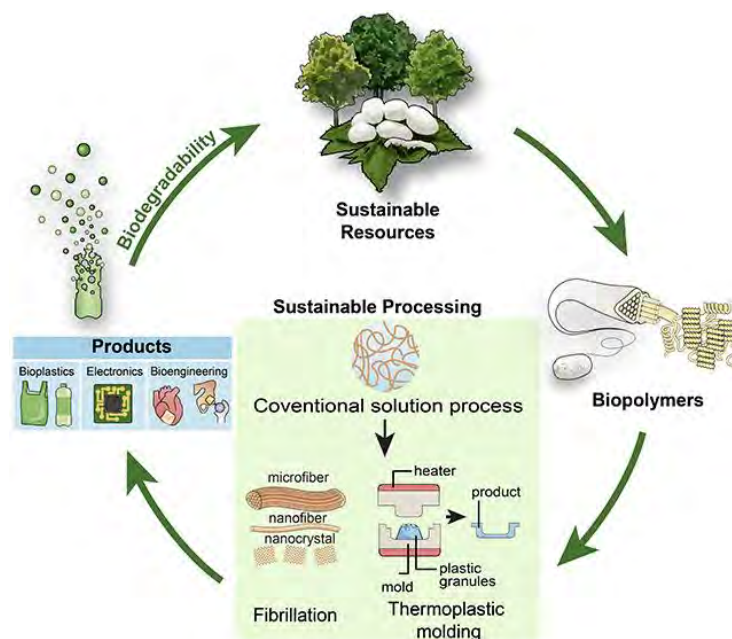 Sustainable
Resources
Biodegradability
Biopolymers
Sustainable Processing
Coventional solution process
microfiber
nanofiber
nanocrystal
Fibrillation
heater
product
mold
plastic
granules
Thermoplastic
molding
Products
Bioplastics
Electronics
Bioengineering